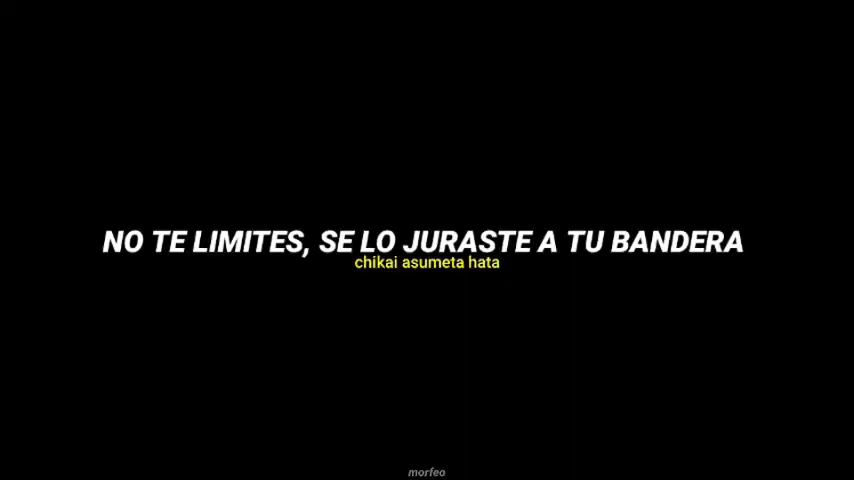 NO TE LIMITES, SE LO JURASTE A TU BANDERA
chikai asumeta hata
morfeo